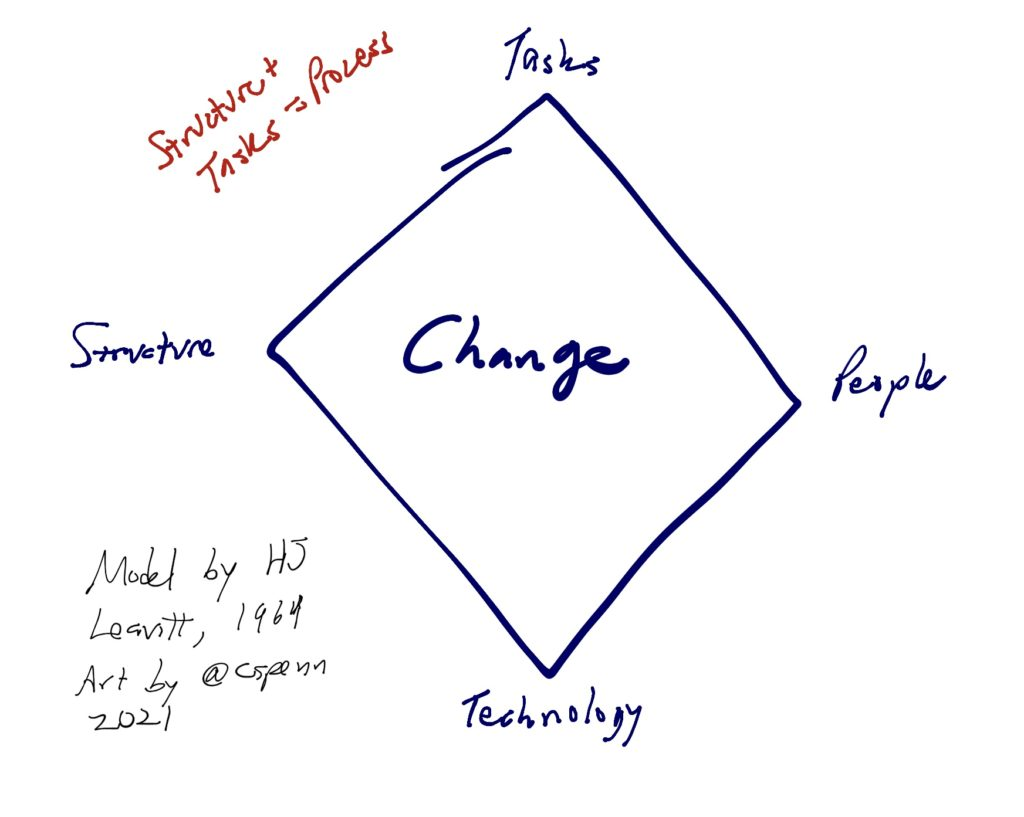 Structure +
Tasks = Process
Tasks
Structure
Change
People
Model by HJ
Leavitt, 1964
Art by @cspenn
2021
Technology